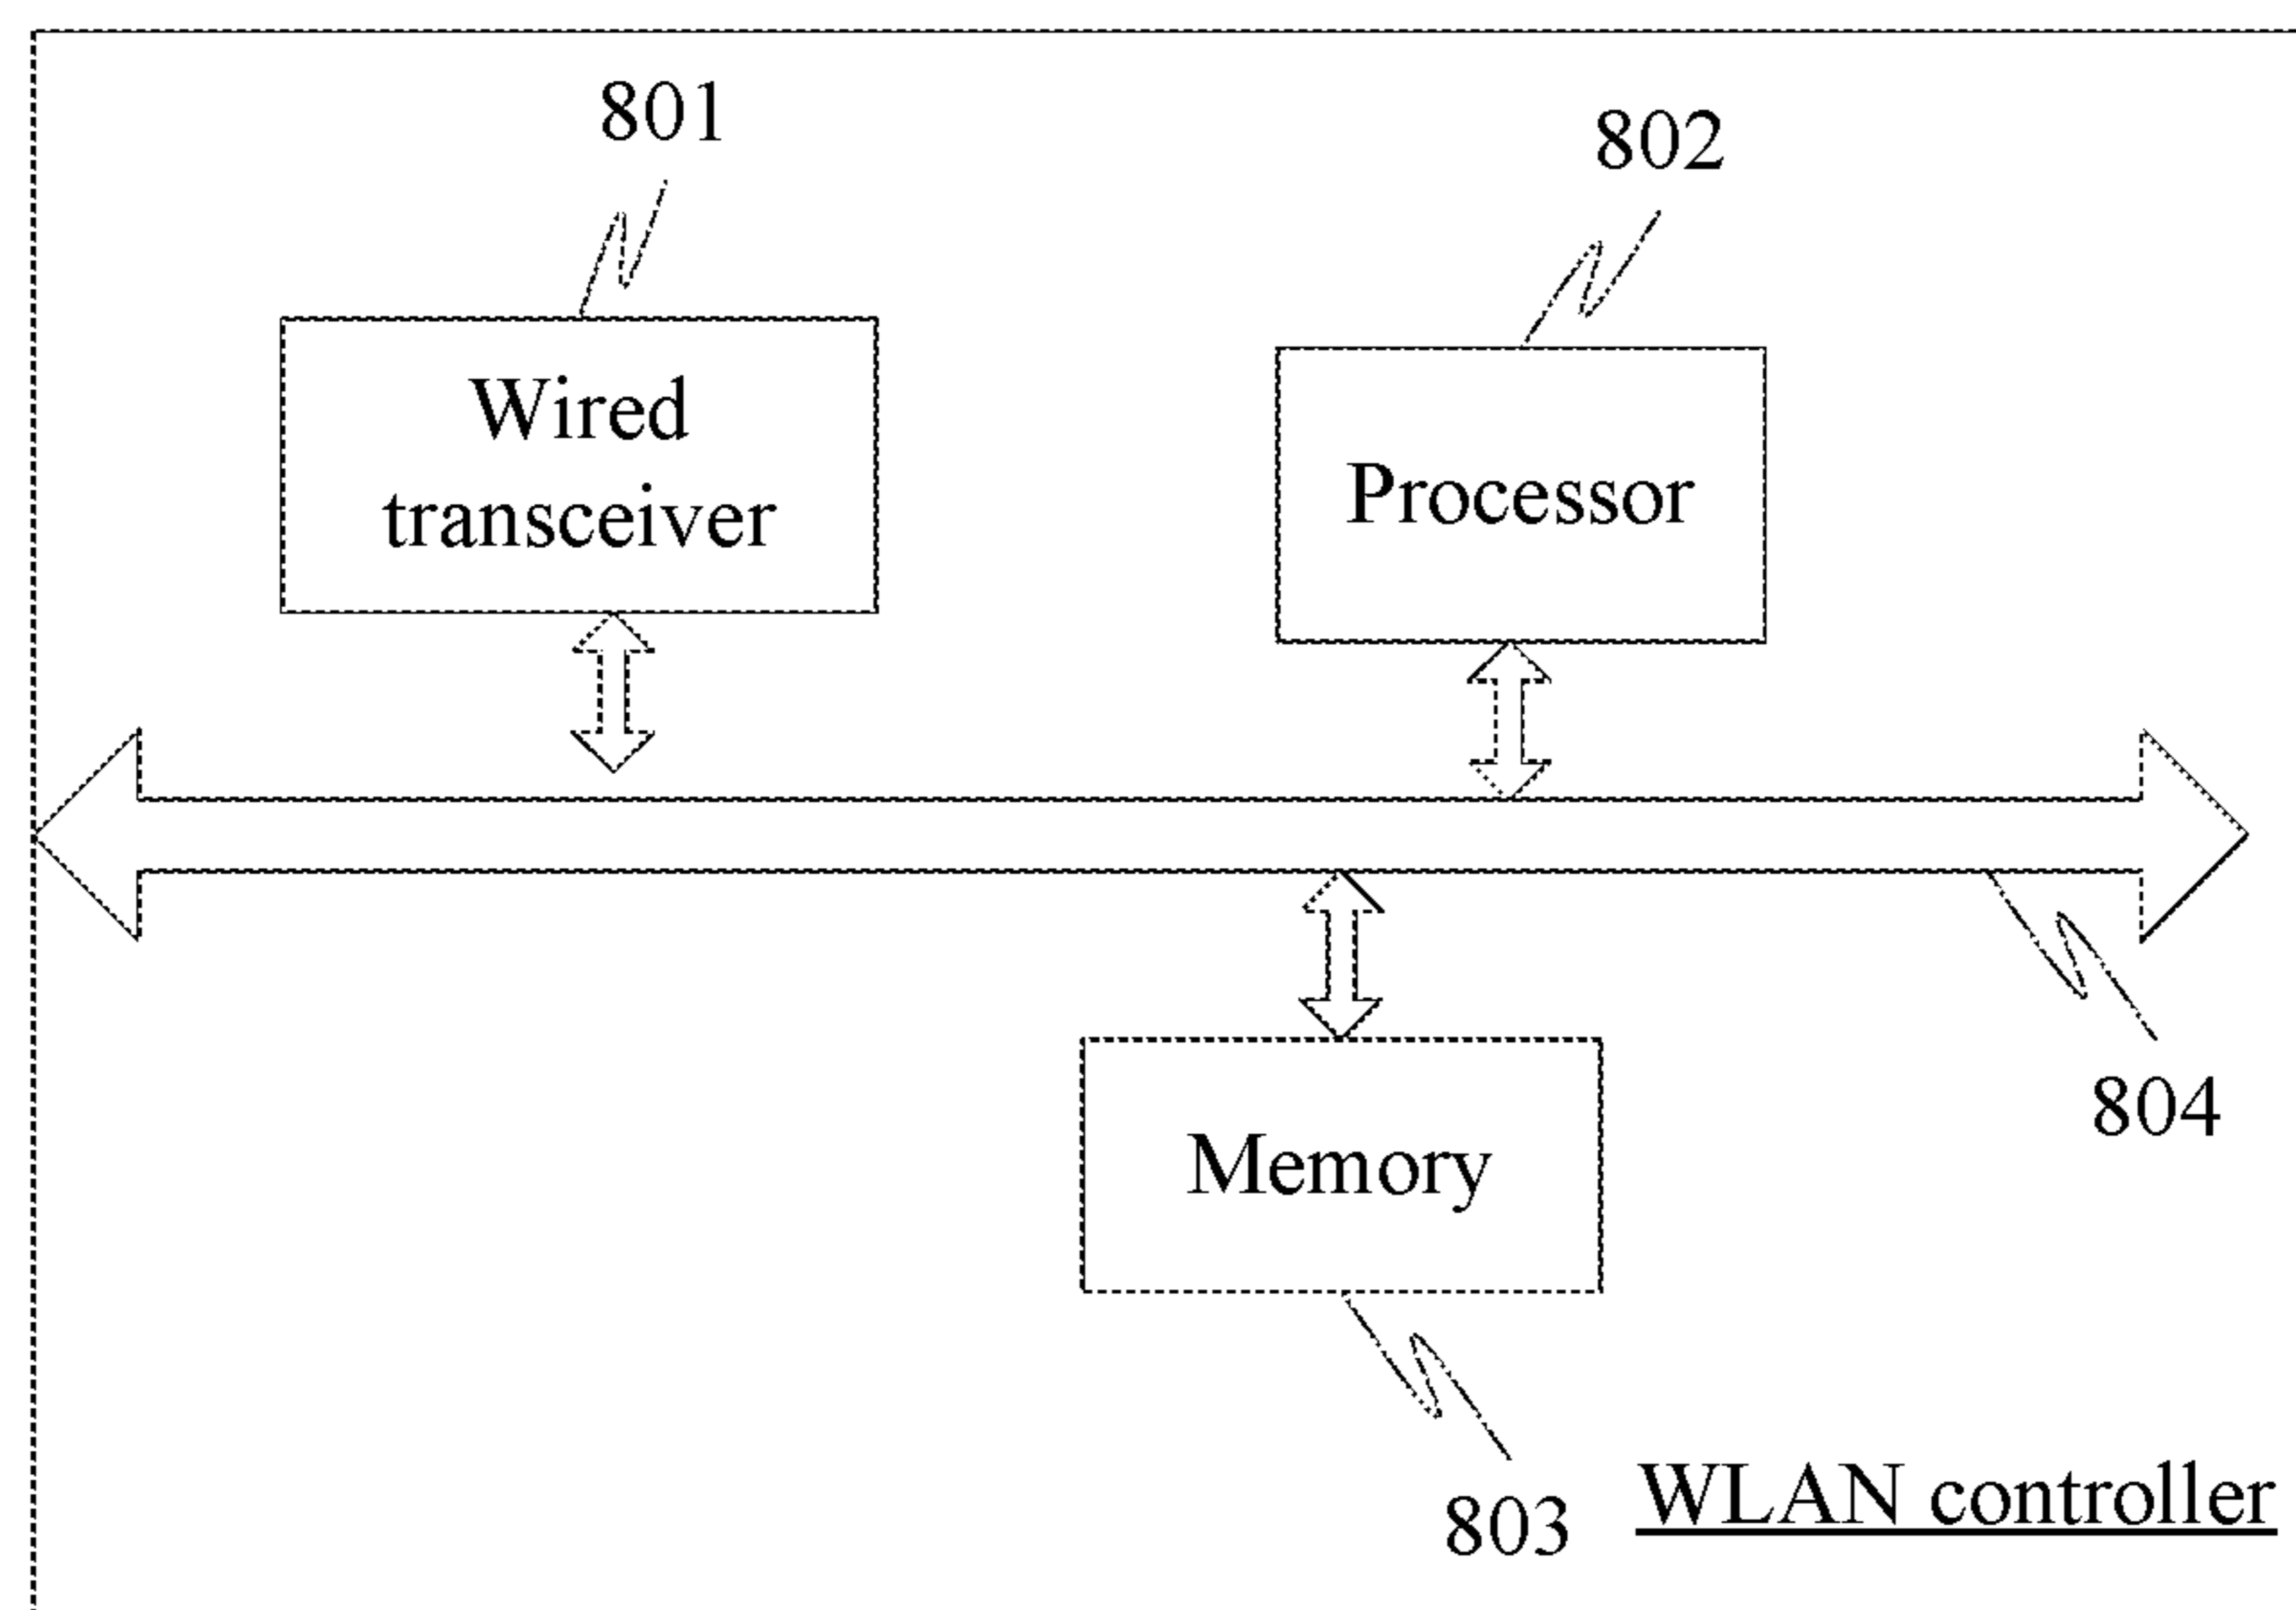 801
802
Wired
transceiver
Processor
804
Memory
803
WLAN controller